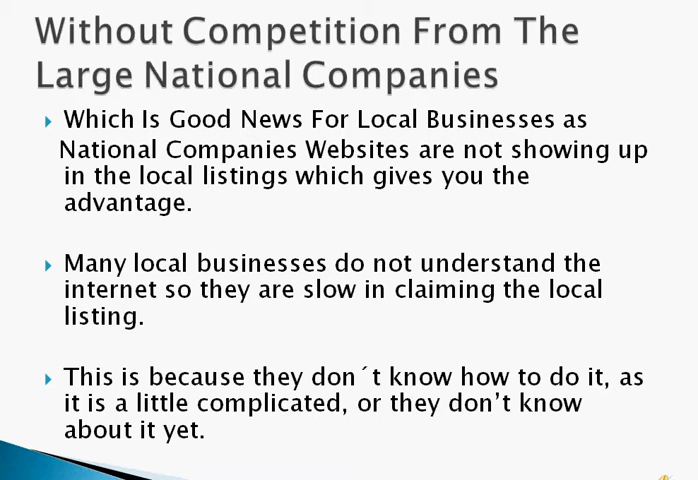 Without Competition From The
Large National Companies
Which Is Good News For Local Businesses as
National Companies Websites are not showing up
in the local listings which gives you the
advantage.
Many local businesses do not understand the
internet so they are slow in claiming the local
listing.
This is because they don´t know how to do it, as
it is a little complicated, or they don’t know
about it yet.